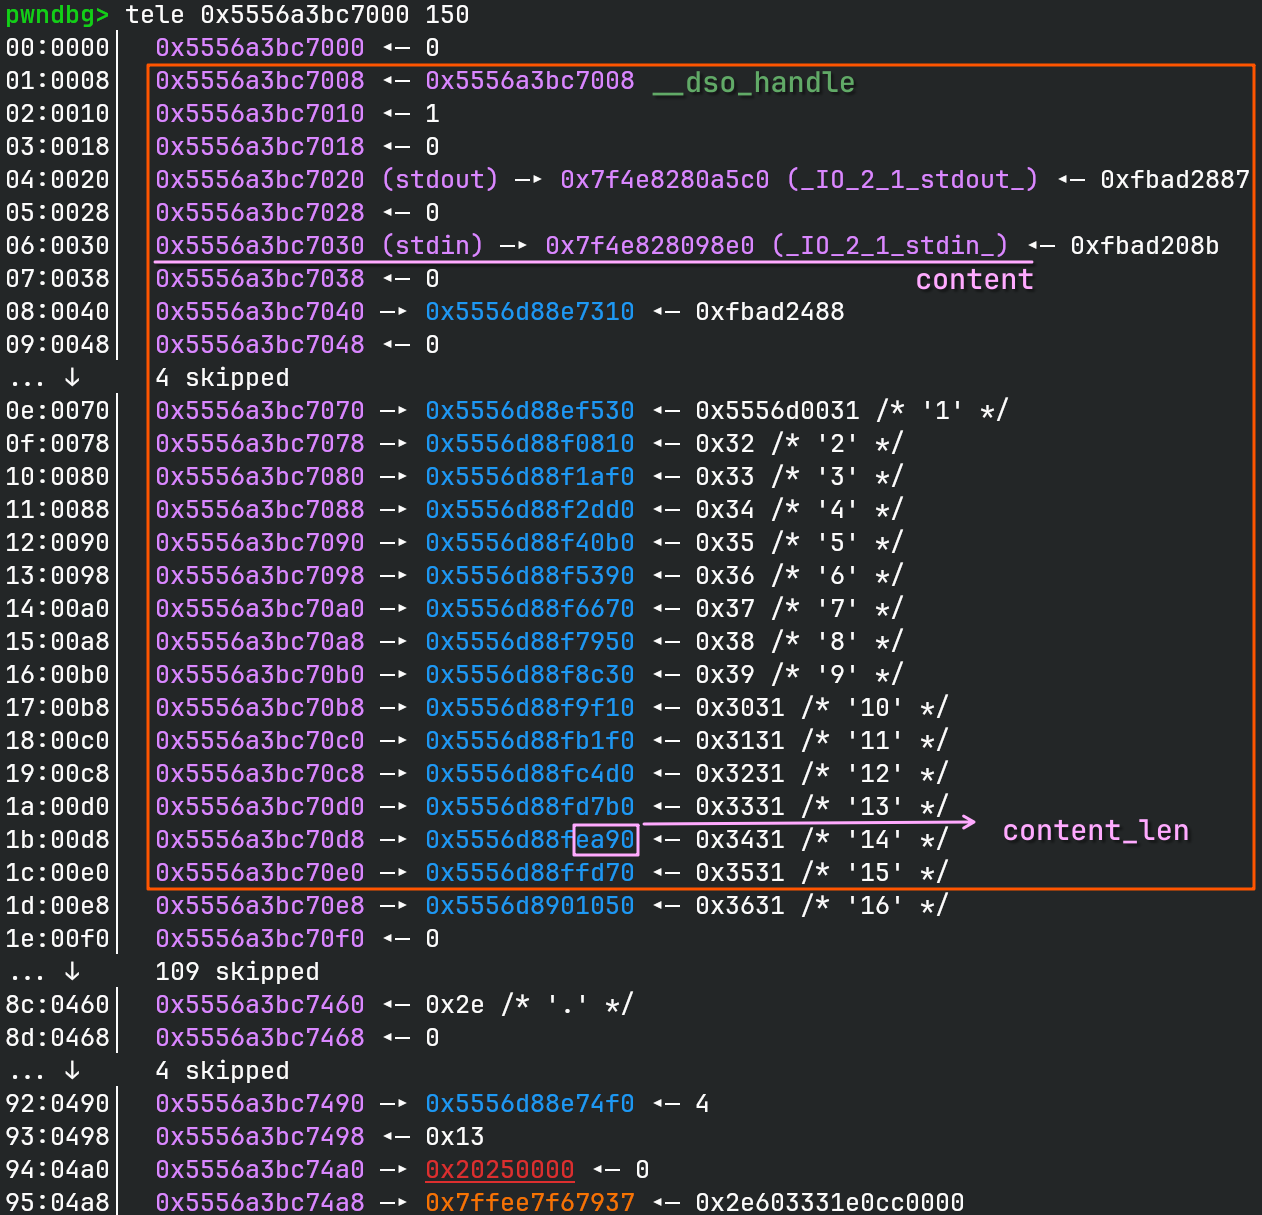 pwndbg> tele 0x5556a3bc7000 150
00:0000│ 0x5556a3bc7000 ◂— 0
01:0008│ 0x5556a3bc7008 ◂— 0x5556a3bc7008 __dso_handle
02:0010│ 0x5556a3bc7010 ◂— 1
03:0018│ 0x5556a3bc7018 ◂— 0
04:0020│ 0x5556a3bc7020 (stdout) —▸ 0x7f4e8280a5c0 (_IO_2_1_stdout_) ◂— 0xfbad2887
05:0028│ 0x5556a3bc7028 ◂— 0
06:0030│ 0x5556a3bc7030 (stdin) —▸ 0x7f4e828098e0 (_IO_2_1_stdin_) ◂— 0xfbad208b
07:0038│ 0x5556a3bc7038 ◂— 0 content
08:0040│ 0x5556a3bc7040 —▸ 0x5556d88e7310 ◂— 0xfbad2488
09:0048│ 0x5556a3bc7048 ◂— 0
... ↓ 4 skipped
0e:0070│ 0x5556a3bc7070 —▸ 0x5556d88ef530 ◂— 0x5556d0031 /* '1' */
0f:0078│ 0x5556a3bc7078 —▸ 0x5556d88f0810 ◂— 0x32 /* '2' */
10:0080│ 0x5556a3bc7080 —▸ 0x5556d88f1af0 ◂— 0x33 /* '3' */
11:0088│ 0x5556a3bc7088 —▸ 0x5556d88f2dd0 ◂— 0x34 /* '4' */
12:0090│ 0x5556a3bc7090 —▸ 0x5556d88f40b0 ◂— 0x35 /* '5' */
13:0098│ 0x5556a3bc7098 —▸ 0x5556d88f5390 ◂— 0x36 /* '6' */
14:00a0│ 0x5556a3bc70a0 —▸ 0x5556d88f6670 ◂— 0x37 /* '7' */
15:00a8│ 0x5556a3bc70a8 —▸ 0x5556d88f7950 ◂— 0x38 /* '8' */
16:00b0│ 0x5556a3bc70b0 —▸ 0x5556d88f8c30 ◂— 0x39 /* '9' */
17:00b8│ 0x5556a3bc70b8 —▸ 0x5556d88f9f10 ◂— 0x3031 /* '10' */
18:00c0│ 0x5556a3bc70c0 —▸ 0x5556d88fb1f0 ◂— 0x3131 /* '11' */
19:00c8│ 0x5556a3bc70c8 —▸ 0x5556d88fc4d0 ◂— 0x3231 /* '12' */
1a:00d0│ 0x5556a3bc70d0 —▸ 0x5556d88fd7b0 ◂— 0x3331 /* '13' */
1b:00d8│ 0x5556a3bc70d8 —▸ 0x5556d88fea90 ◂— 0x3431 /* '14' */ content_len
1c:00e0│ 0x5556a3bc70e0 —▸ 0x5556d88ffd70 ◂— 0x3531 /* '15' */
1d:00e8│ 0x5556a3bc70e8 —▸ 0x5556d8901050 ◂— 0x3631 /* '16' */
1e:00f0│ 0x5556a3bc70f0 ◂— 0
... ↓ 109 skipped
8c:0460│ 0x5556a3bc7460 ◂— 0x2e /* '.' */
8d:0468│ 0x5556a3bc7468 ◂— 0
... ↓ 4 skipped
92:0490│ 0x5556a3bc7490 —▸ 0x5556d88e74f0 ◂— 4
93:0498│ 0x5556a3bc7498 ◂— 0x13
94:04a0│ 0x5556a3bc74a0 —▸ 0x20250000 ◂— 0
95:04a8│ 0x5556a3bc74a8 —▸ 0x7ffee7f67937 ◂— 0x2e603331e0cc0000